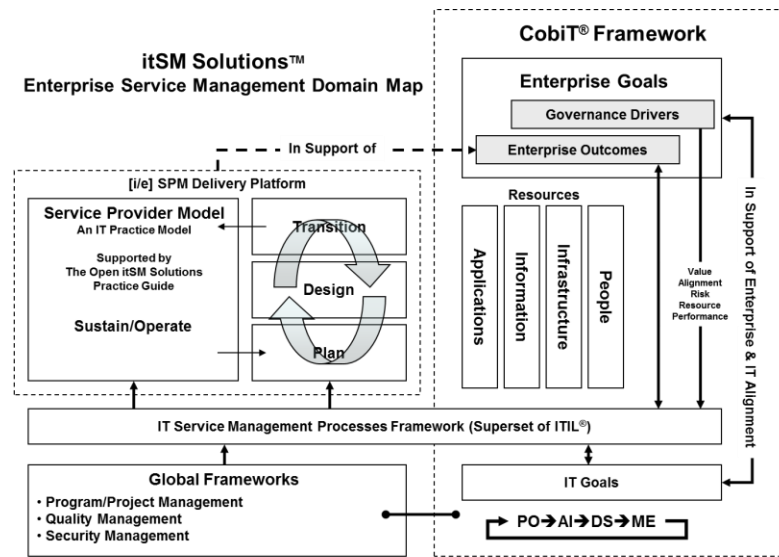 itSM Solutions™
Enterprise Service Management Domain Map
CobiT® Framework
Enterprise Goals
Governance Drivers
Enterprise Outcomes
In Support of
[i/e] SPM Delivery Platform
Service Provider Model
An IT Practice Model
Supported by
The Open itSM Solutions
Practice Guide
Sustain/Operate
Transition
Design
Plan
Resources
Applications
Information
Infrastructure
People
Value
Alignment
Risk
Resource
Performance
In Support of Enterprise & IT Alignment
IT Service Management Processes Framework (Superset of ITIL®)
Global Frameworks
• Program/Project Management
• Quality Management
• Security Management
IT Goals
PO➔AI➔DS➔ME